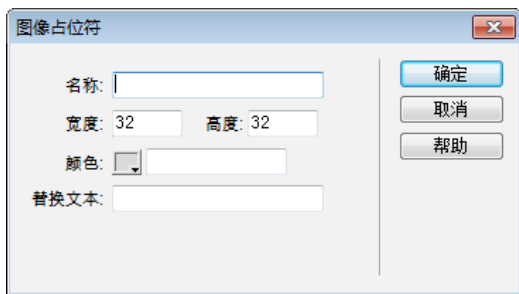 图像占位符
名称:
宽度: 32 高度: 32
颜色:
替换文本:
确定
取消
帮助